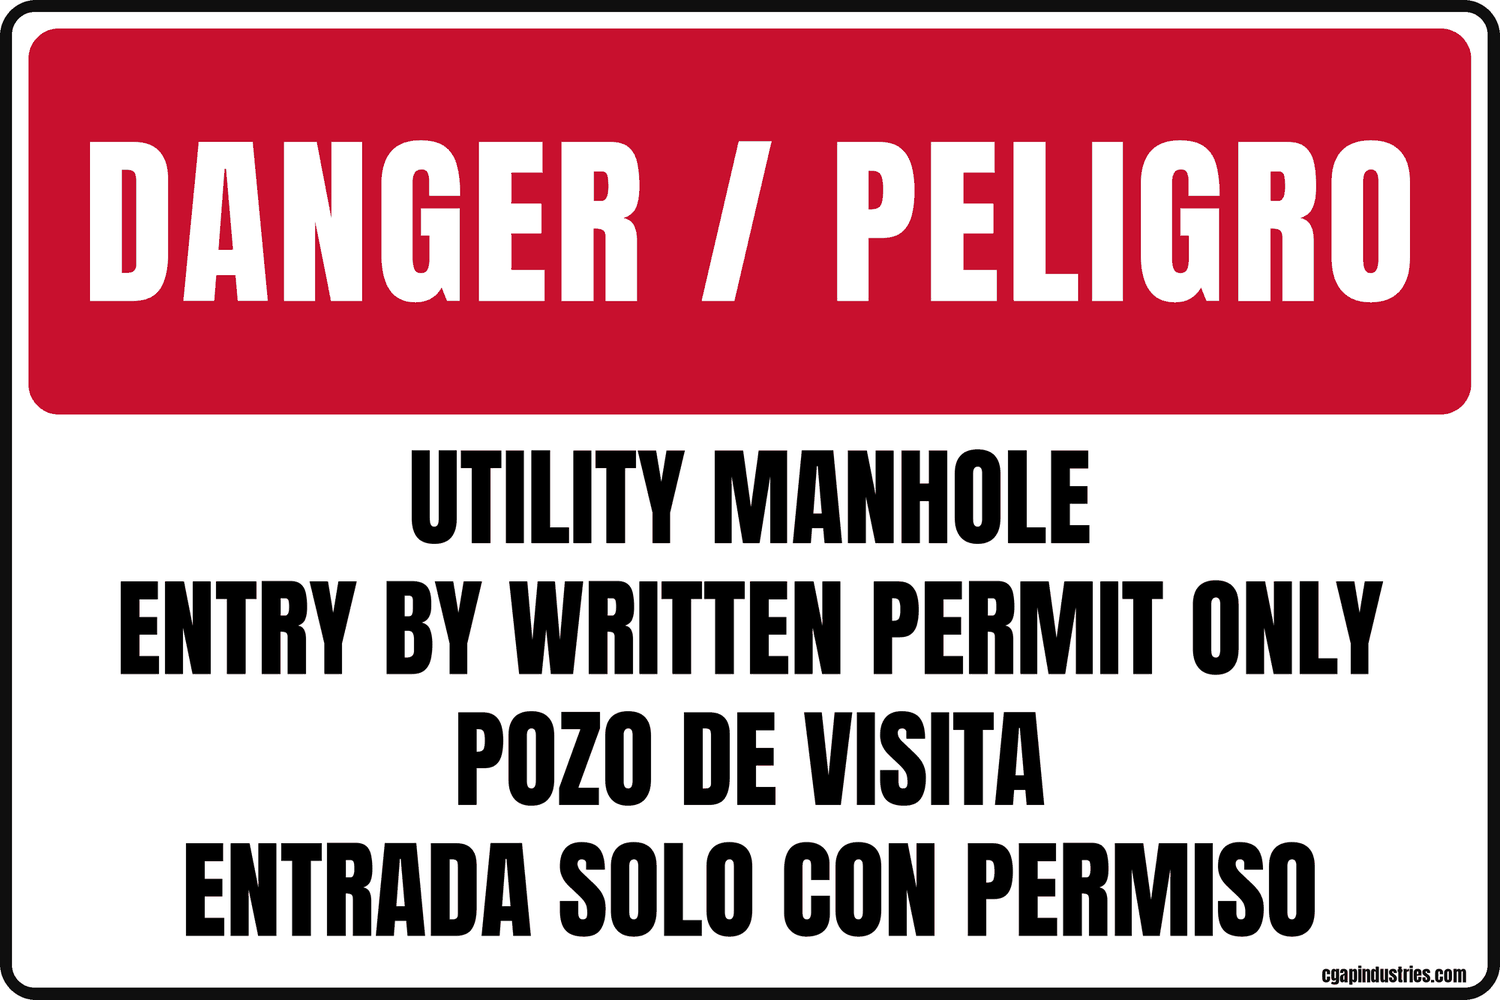 DANGER / PELIGRO
UTILITY MANHOLE
ENTRY BY WRITTEN PERMIT ONLY
POZO DE VISITA
ENTRADA SOLO CON PERMISO
cgapindustries.com